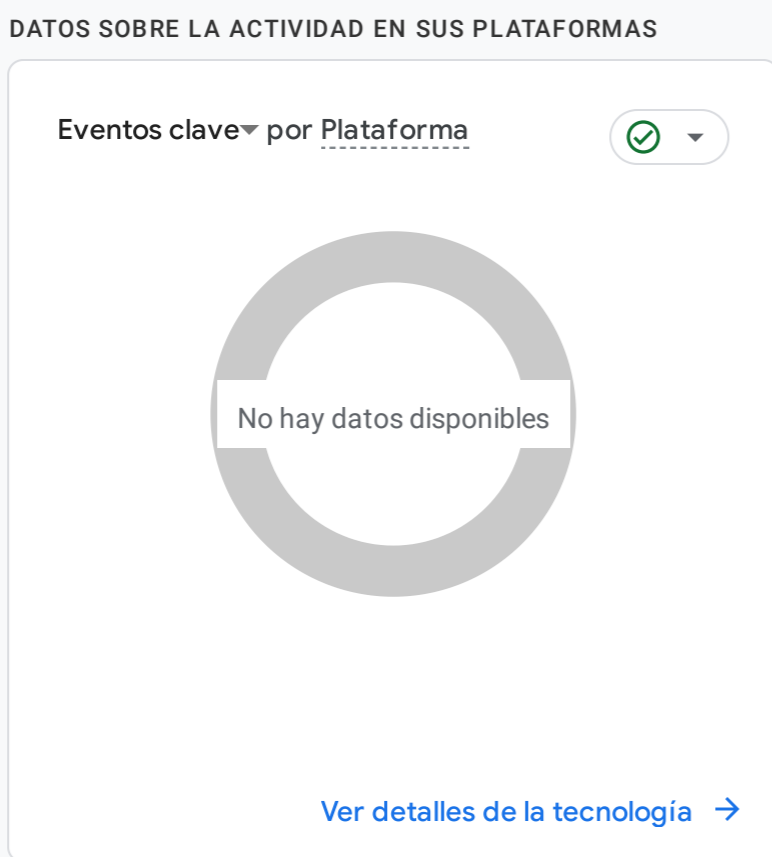 DATOS SOBRE LA ACTIVIDAD EN SUS PLATAFORMAS
Eventos clave por Plataforma
No hay datos disponibles
Ver detalles de la tecnología